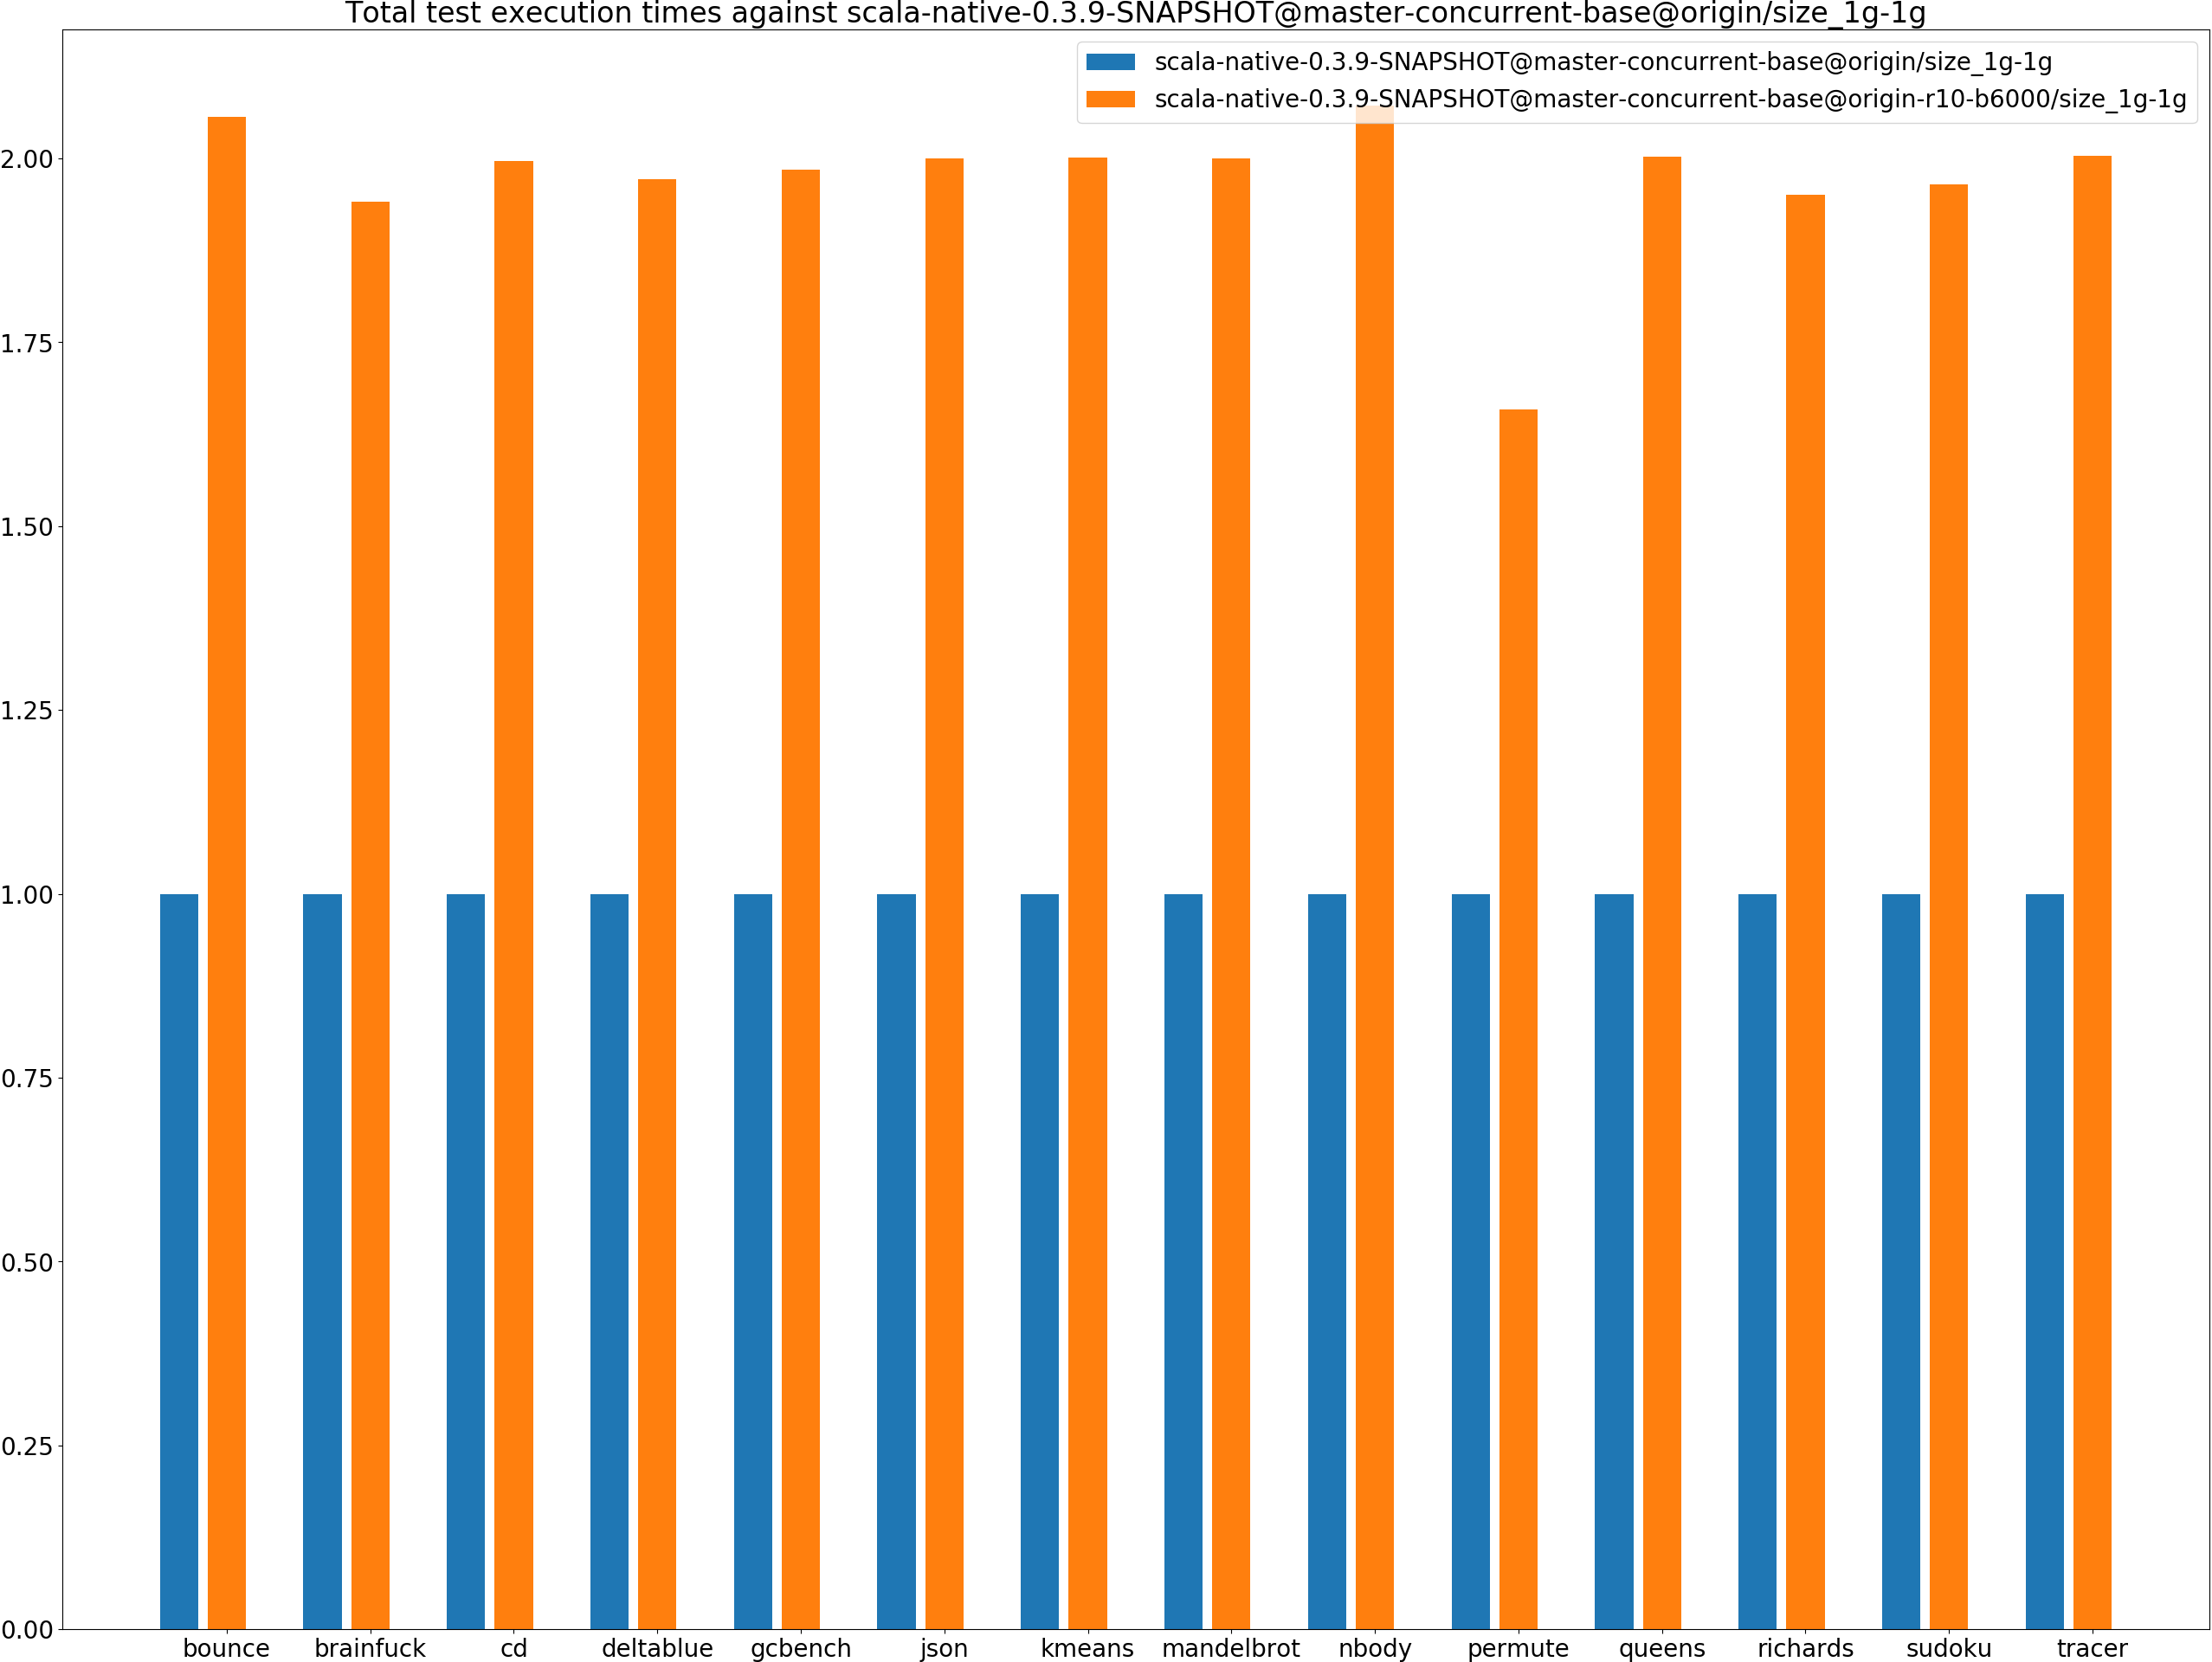 Total test execution times against scala-native-0.3.9-SNAPSHOT@master-concurrent-base@origin/size_1g-1g
scala-native-0.3.9-SNAPSHOT@master-concurrent-base@origin/size_1g-1g
scala-native-0.3.9-SNAPSHOT@master-concurrent-base@origin-r10-b6000/size_1g-1g
2.00
1.75
1.50
1.25
1.00
0.75
0.50
0.25
0.00
bounce brainfuck cd deltablue gcbench json kmeans mandelbrot nbody permute queens richards sudoku tracer